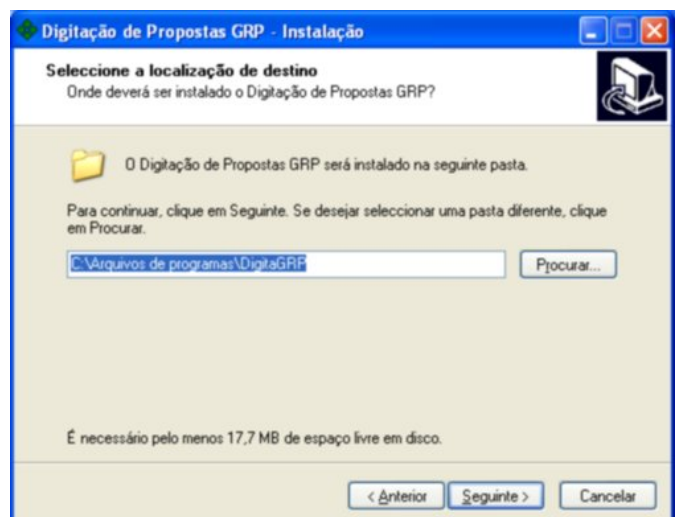 Digitação de Propostas GRP - Instalação
Seleccione a localização de destino
Onde deverá ser instalado o Digitação de Propostas GRP?
O Digitação de Propostas GRP será instalado na seguinte pasta.
Para continuar, clique em Seguinte. Se desejar seleccionar uma pasta diferente, clique
em Procurar.
C:\Arquivos de programas\DigitaGRP
Procurar...
É necessário pelo menos 17,7 MB de espaço livre em disco.
< Anterior
Seguinte >
Cancelar